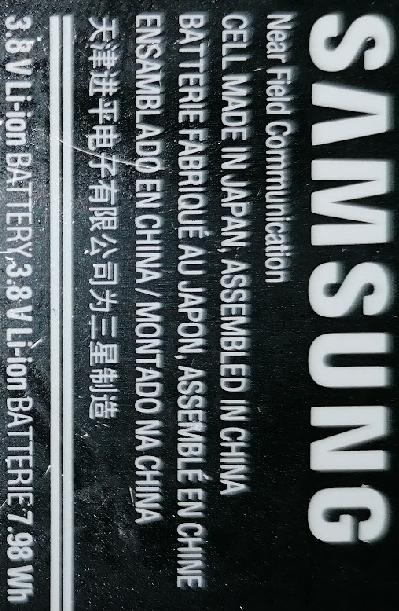 SAMSUNG
Near Field Communication
CELL MADE IN JAPAN, ASSEMBLED IN CHINA
BATTERIE FABRIQUÉ AU JAPON, ASSEMBLÉ EN CHINE
ENSAMBLADO EN CHINA / MONTADO NA CHINA
天津进平电子有限公司为三星制造
3.8 V Li-ion BATTERY, 3.8 V Li-ion BATTERIE 7.98 Wh